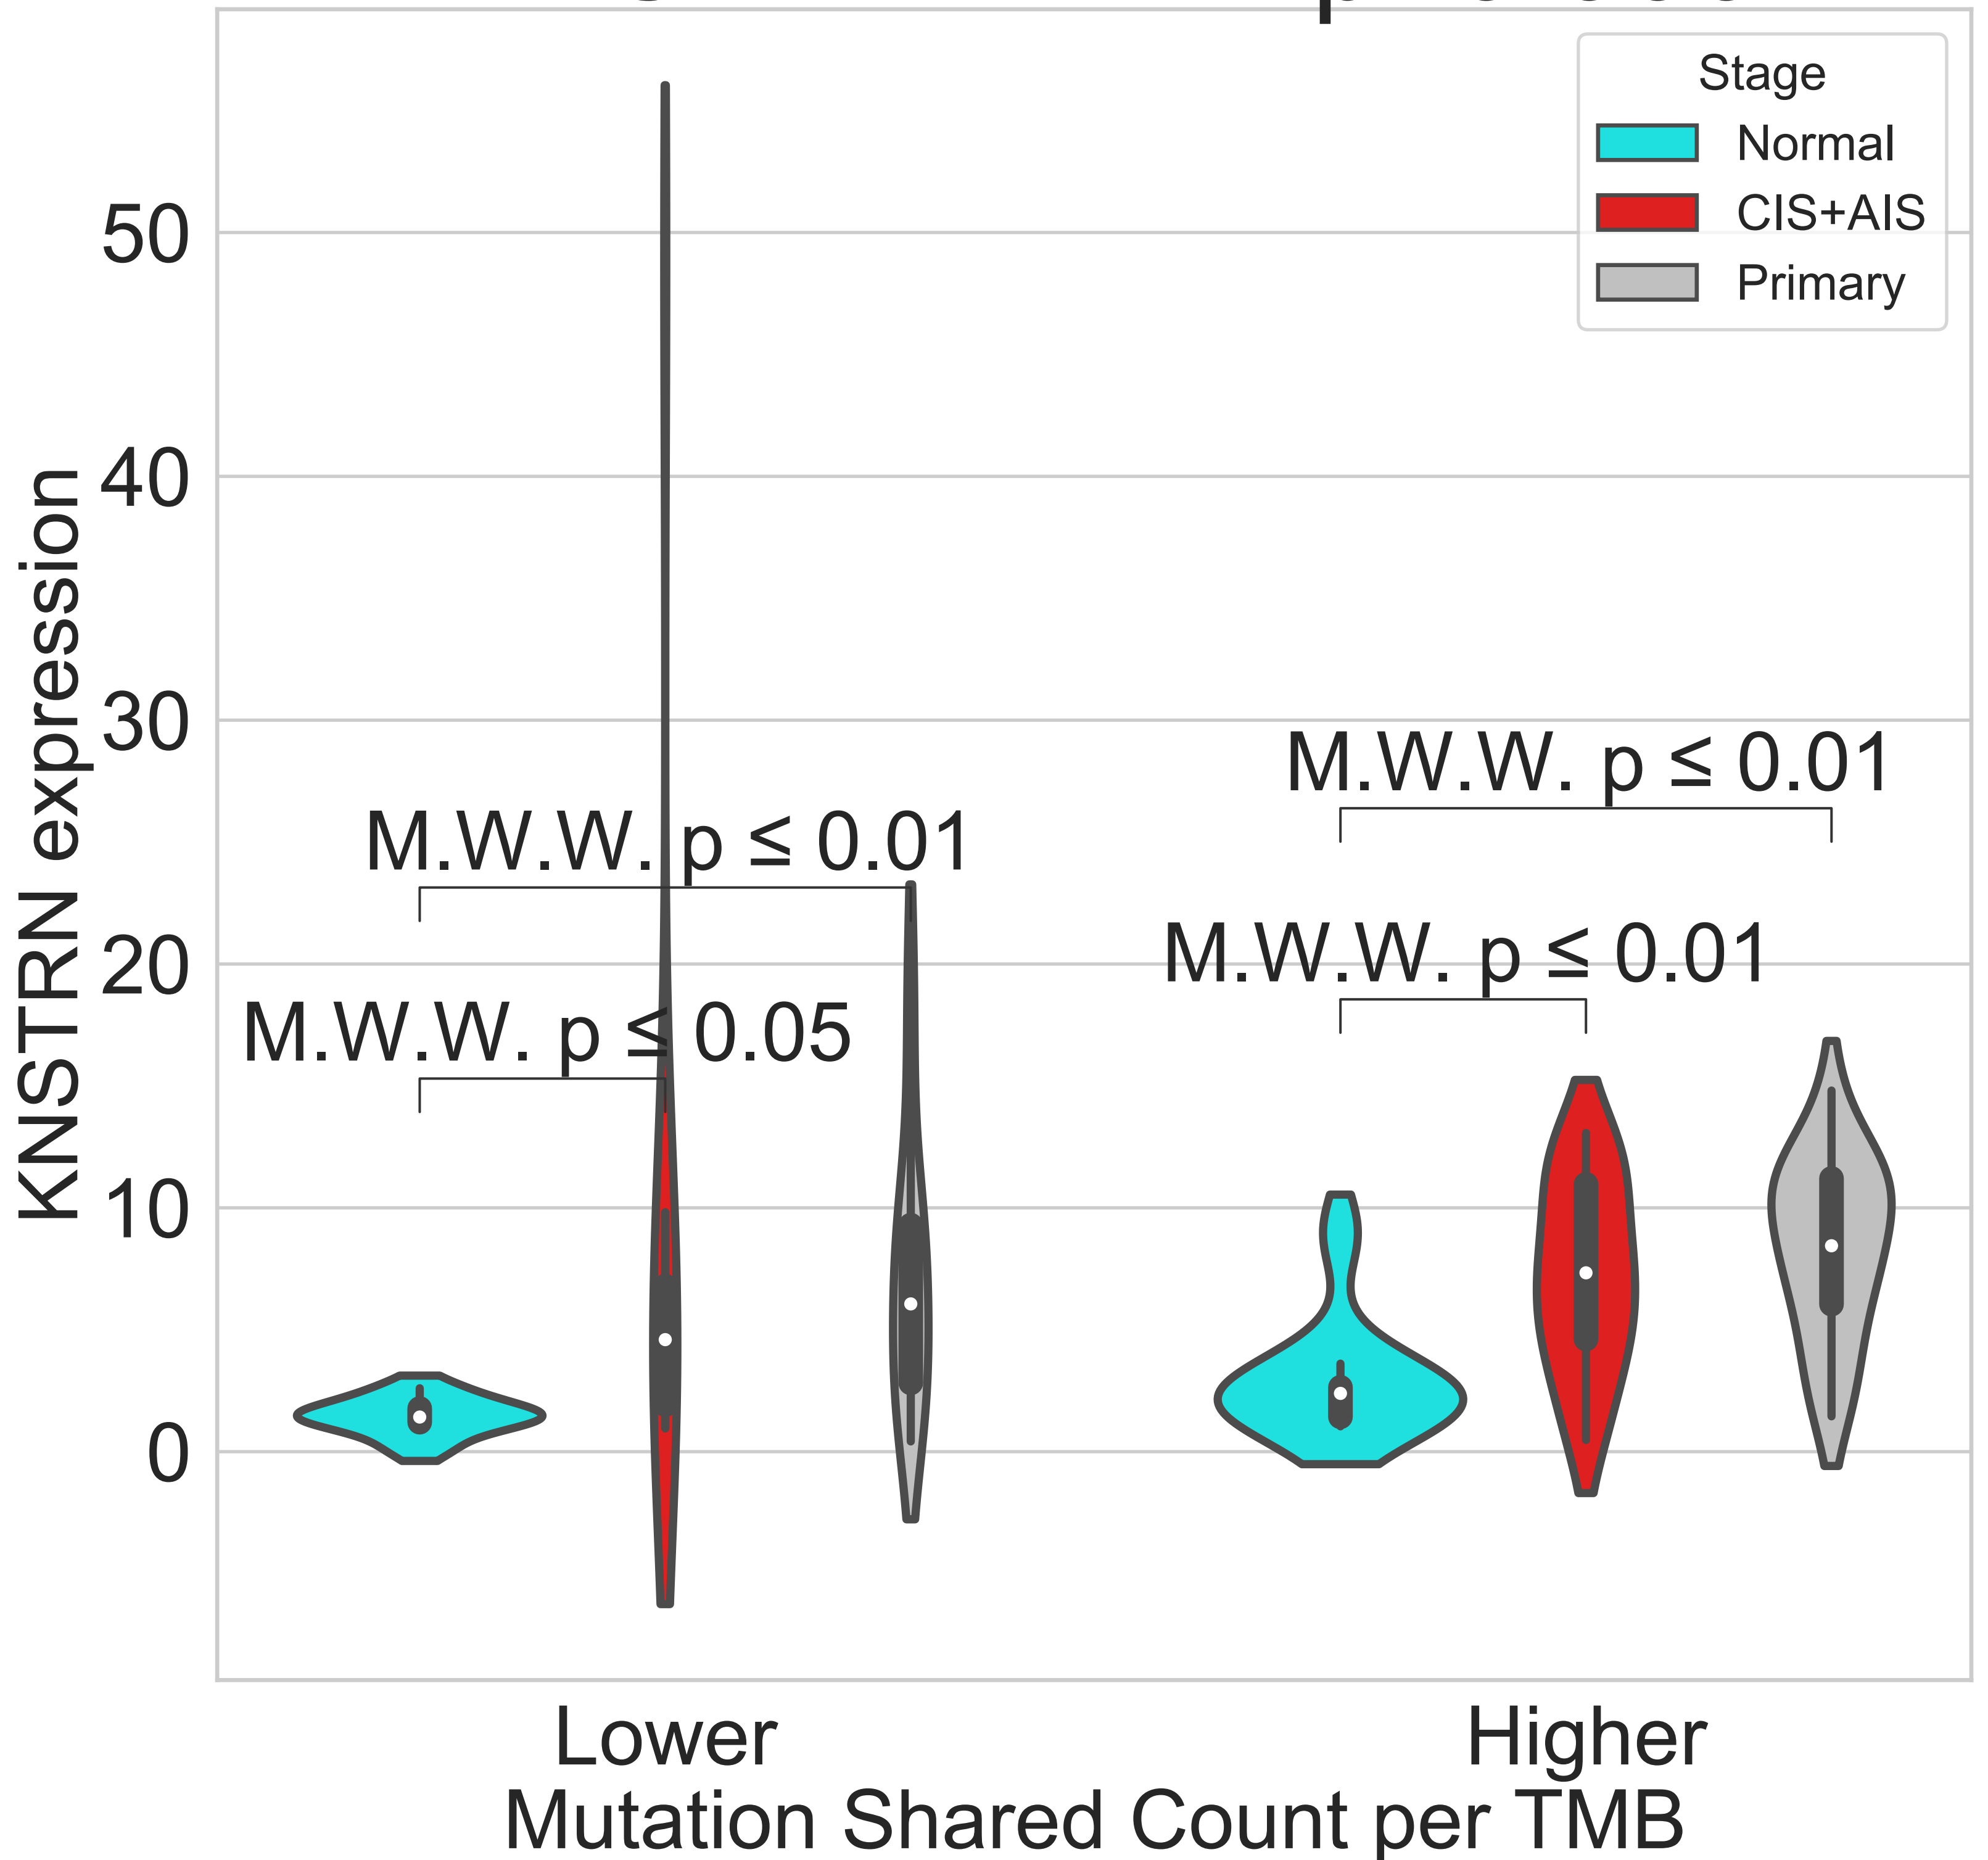 Stage
Normal
CIS+AIS
Primary
50
40
30
20
10
0
KNSTRN expression
M.W.W. p ≤ 0.01
M.W.W. p ≤ 0.01
M.W.W. p ≤ 0.01
M.W.W. p ≤ 0.05
Lower
Higher
Mutation Shared Count per TMB